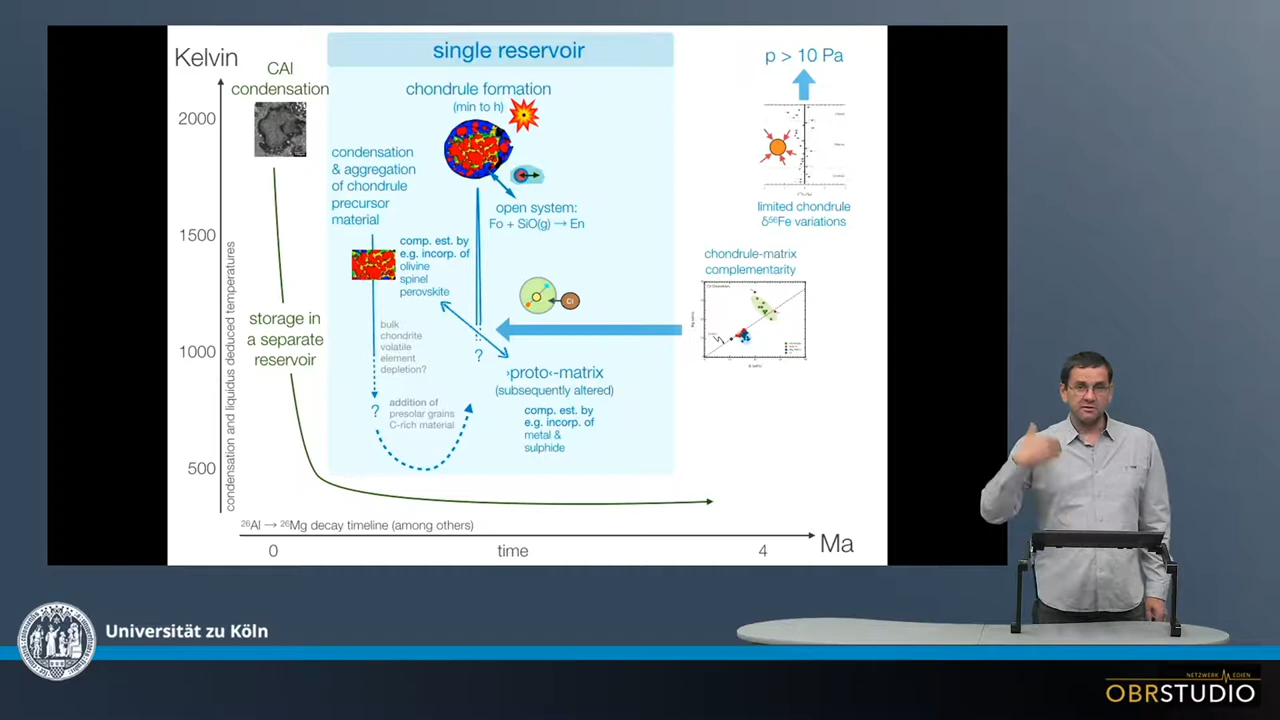 single reservoir
Kelvin
CAI
condensation
2000
1500
1000
500
condensation and liquidus deduced temperatures
storage in
a separate
reservoir
condensation
& aggregation
of chondrule
precursor
material
chondrule formation
(min to h)
open system:
Fo + SiO(g) → En
comp. est. by
e.g. incorp. of
olivine
spinel
perovskite
CI
bulk
chondrite
volatile
element
depletion?
?
?
›proto‹-matrix
(subsequently altered)
addition of
presolar grains
C-rich material
comp. est. by
e.g. incorp. of
metal &
sulphide
p > 10 Pa
limited chondrule
δ⁵⁶Fe variations
chondrule-matrix
complementarity
²⁶Al → ²⁶Mg decay timeline (among others)
0
time
4
Ma
Universität zu Köln
NETZWERK MEDIEN
OBRSTUDIO